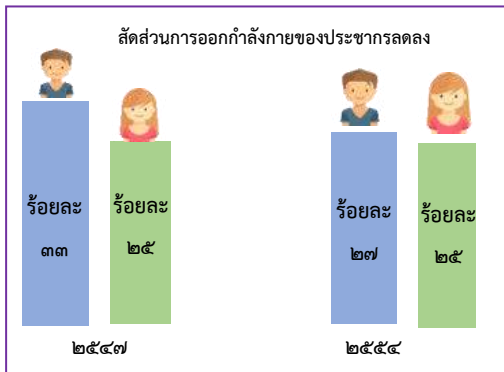 สัดส่วนการออกกำลังกายของประชากรลดลง
ร้อยละ
๓๓
ร้อยละ
๒๕
ร้อยละ
๒๗
ร้อยละ
๒๕
๒๕๔๗
๒๕๕๔